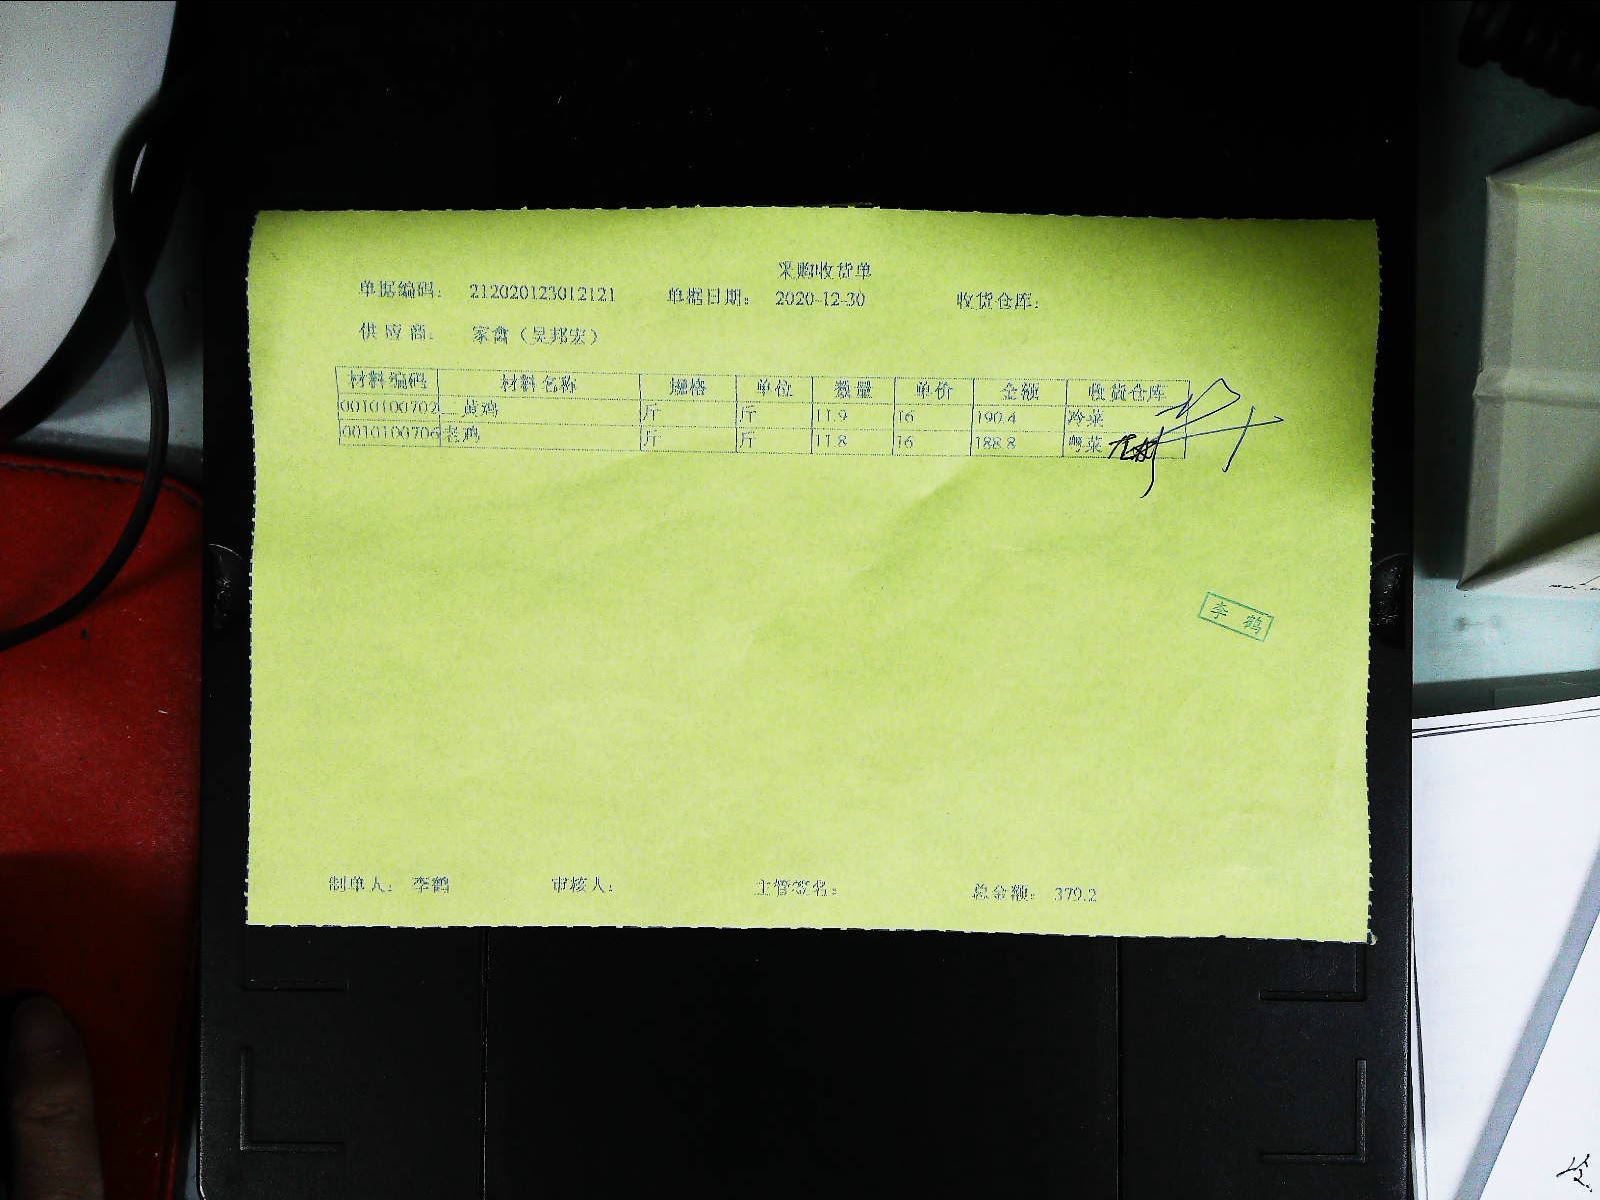 采购收货单
单据编码: 212020123012121 单据日期: 2020-12-30 收货仓库:
供应商: 家禽（吴邦宏）
材料编码 材料名称 规格 单位 数量 单价 金额 收货仓库
0010100702 三黄鸡 斤 斤 11.9 16 190.4 冷菜
0010100706 老鸡 斤 斤 11.8 16 188.8 粤菜
李鹤
制单人: 李鹤 审核人: 主管签名: 总金额: 379.2